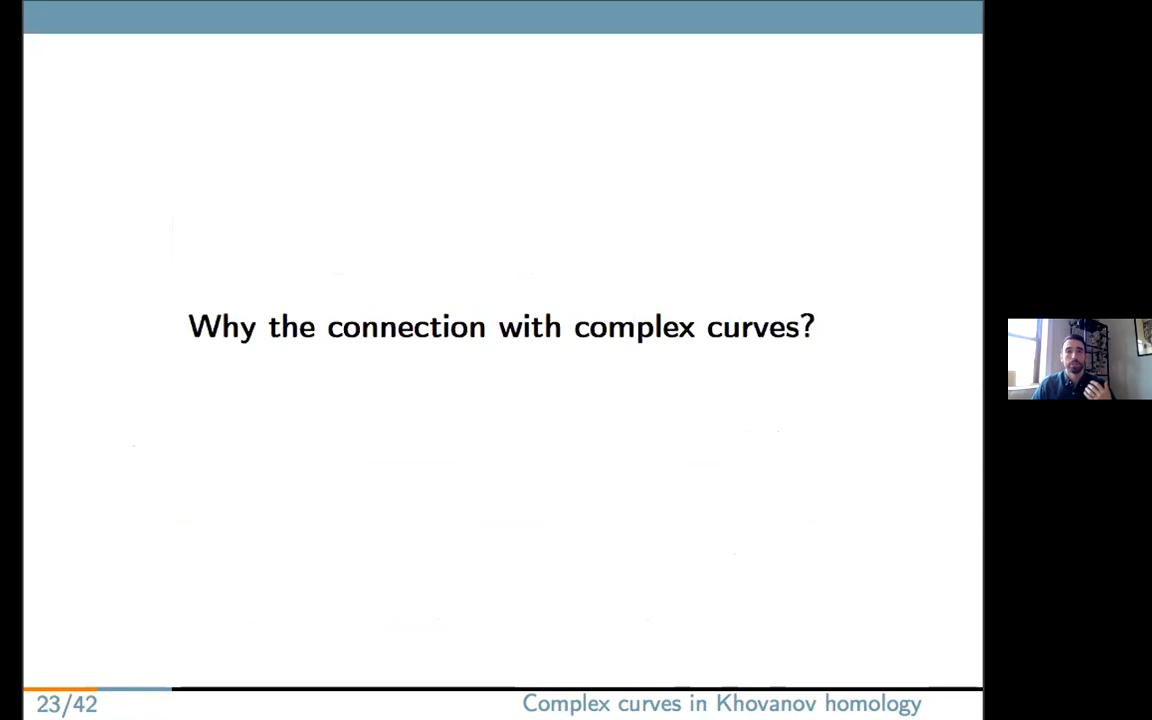 Why the connection with complex curves?
23/42
Complex curves in Khovanov homology